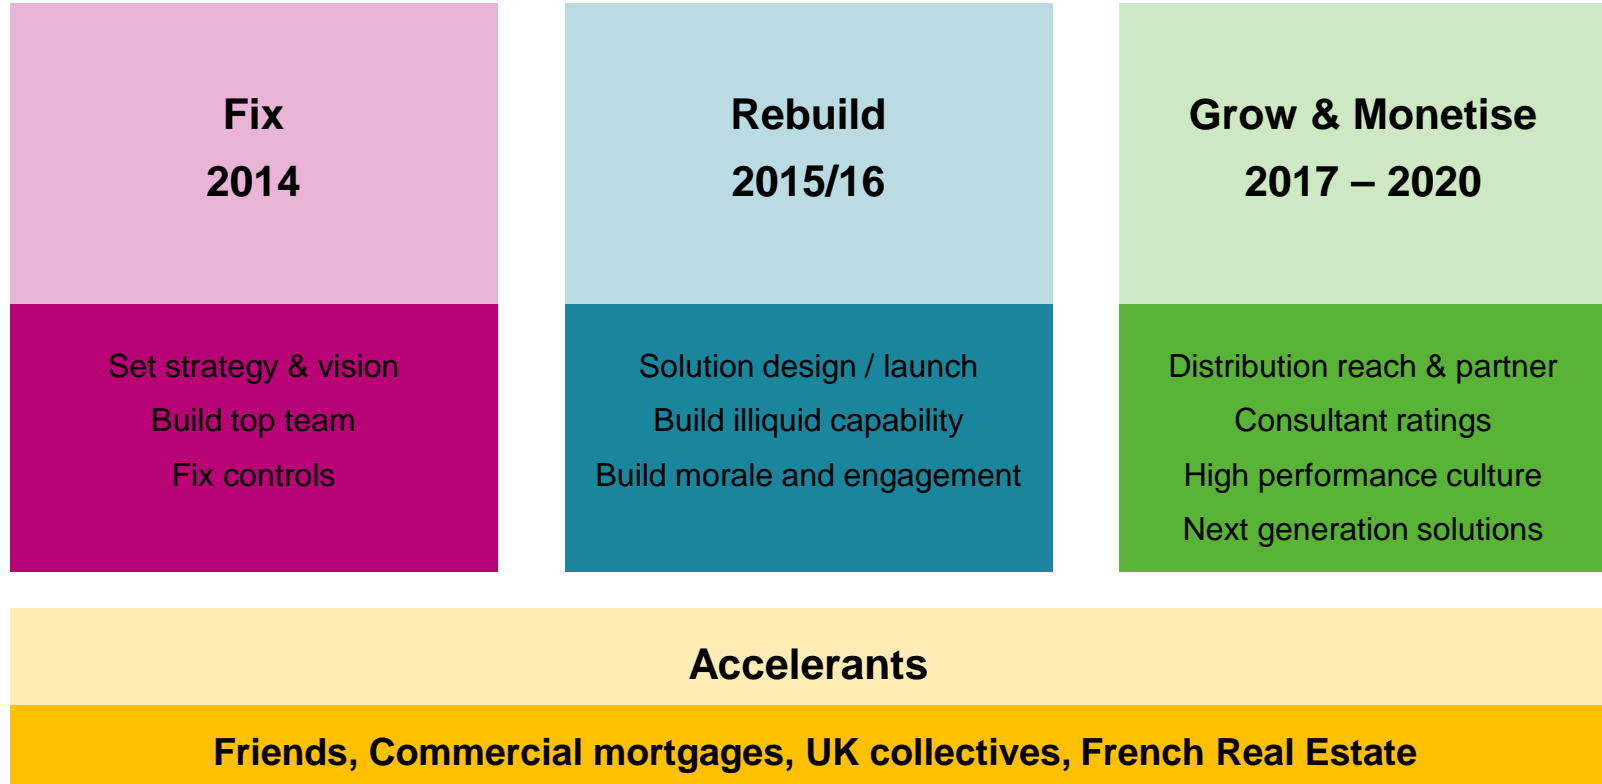 Fix
2014
Set strategy & vision
Build top team
Fix controls
Rebuild
2015/16
Solution design / launch
Build illiquid capability
Build morale and engagement
Grow & Monetise
2017 – 2020
Distribution reach & partner
Consultant ratings
High performance culture
Next generation solutions
Accelerants
Friends, Commercial mortgages, UK collectives, French Real Estate